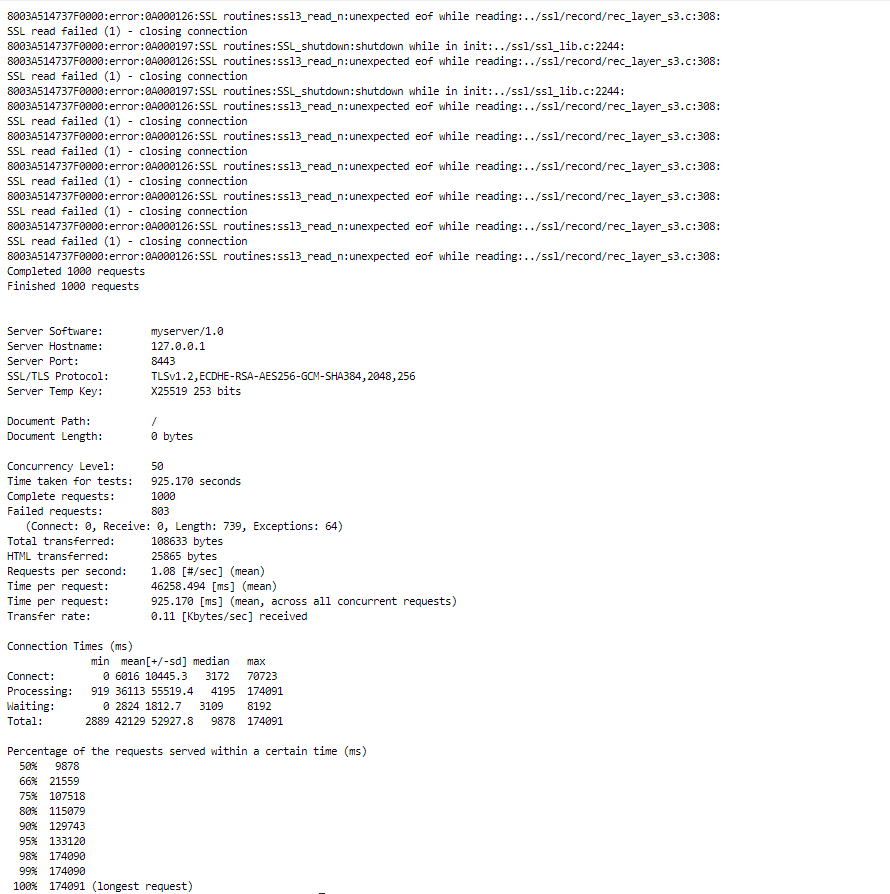 8003A514737F0000:error:0A000126:SSL routines:ssl3_read_n:unexpected eof while reading:../ssl/record/rec_layer_s3.c:308:
SSL read failed (1) - closing connection
8003A514737F0000:error:0A000197:SSL routines:SSL_shutdown:shutdown while in init:../ssl/ssl_lib.c:2244:
8003A514737F0000:error:0A000126:SSL routines:ssl3_read_n:unexpected eof while reading:../ssl/record/rec_layer_s3.c:308:
SSL read failed (1) - closing connection
8003A514737F0000:error:0A000197:SSL routines:SSL_shutdown:shutdown while in init:../ssl/ssl_lib.c:2244:
8003A514737F0000:error:0A000126:SSL routines:ssl3_read_n:unexpected eof while reading:../ssl/record/rec_layer_s3.c:308:
SSL read failed (1) - closing connection
8003A514737F0000:error:0A000126:SSL routines:ssl3_read_n:unexpected eof while reading:../ssl/record/rec_layer_s3.c:308:
SSL read failed (1) - closing connection
8003A514737F0000:error:0A000126:SSL routines:ssl3_read_n:unexpected eof while reading:../ssl/record/rec_layer_s3.c:308:
SSL read failed (1) - closing connection
8003A514737F0000:error:0A000126:SSL routines:ssl3_read_n:unexpected eof while reading:../ssl/record/rec_layer_s3.c:308:
SSL read failed (1) - closing connection
8003A514737F0000:error:0A000126:SSL routines:ssl3_read_n:unexpected eof while reading:../ssl/record/rec_layer_s3.c:308:
SSL read failed (1) - closing connection
8003A514737F0000:error:0A000126:SSL routines:ssl3_read_n:unexpected eof while reading:../ssl/record/rec_layer_s3.c:308:
Completed 1000 requests
Finished 1000 requests
Server Software:        myserver/1.0
Server Hostname:        127.0.0.1
Server Port:            8443
SSL/TLS Protocol:       TLSv1.2,ECDHE-RSA-AES256-GCM-SHA384,2048,256
Server Temp Key:        X25519 253 bits
Document Path:          /
Document Length:        0 bytes
Concurrency Level:      50
Time taken for tests:   925.170 seconds
Complete requests:      1000
Failed requests:        803
   (Connect: 0, Receive: 0, Length: 739, Exceptions: 64)
Total transferred:      108633 bytes
HTML transferred:       25865 bytes
Requests per second:    1.08 [#/sec] (mean)
Time per request:       46258.494 [ms] (mean)
Time per request:       925.170 [ms] (mean, across all concurrent requests)
Transfer rate:          0.11 [Kbytes/sec] received
Connection Times (ms)
              min  mean[+/-sd] median   max
Connect:        0 6016 10445.3   3172   70723
Processing:   919 36113 55519.4   4195  174091
Waiting:        0 2824 1812.7   3109    8192
Total:       2889 42129 52927.8   9878  174091
Percentage of the requests served within a certain time (ms)
  50%   9878
  66%  21559
  75%  107518
  80%  115079
  90%  129743
  95%  133120
  98%  174090
  99%  174090
 100%  174091 (longest request)